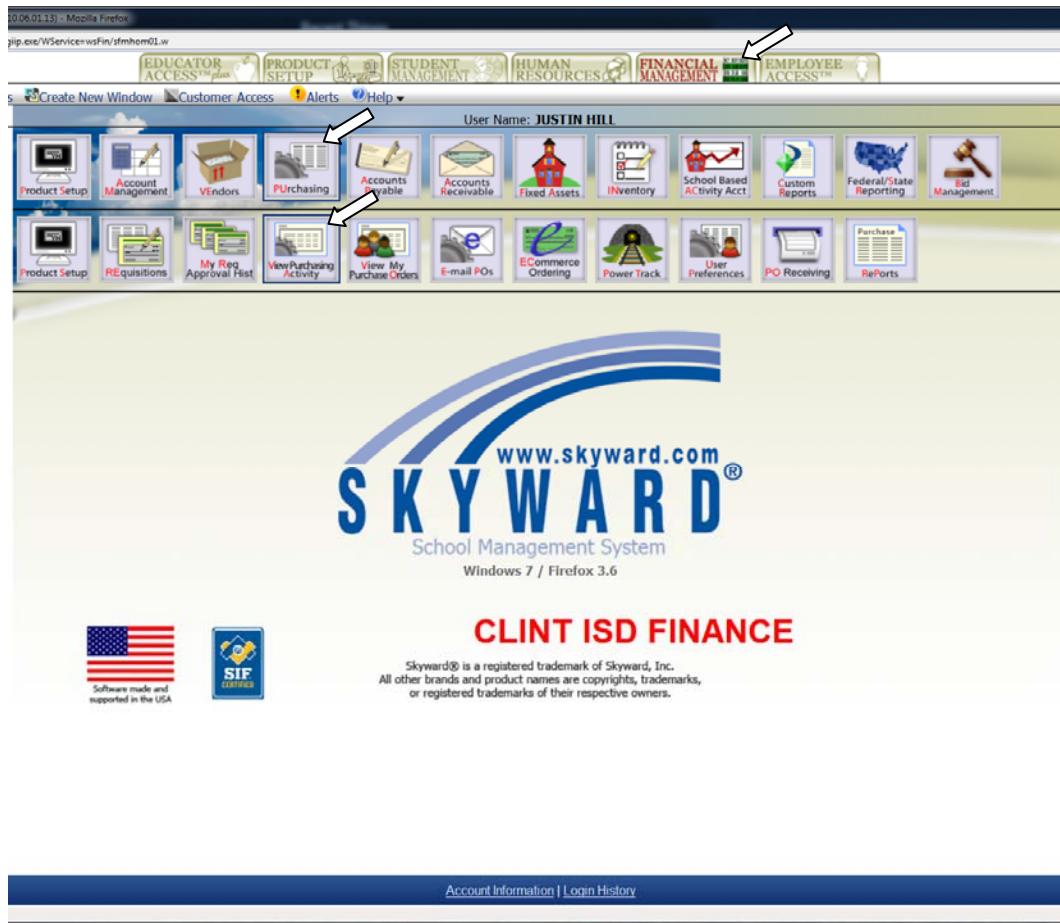 10.06.01.13) - Mozilla Firefox
giip.exe/WService=wsFin/sfmhom01.w
EDUCATOR ACCESS™plus
PRODUCT SETUP
STUDENT MANAGEMENT
HUMAN RESOURCES
FINANCIAL MANAGEMENT
EMPLOYEE ACCESS™
s Create New Window Customer Access Alerts Help
User Name: JUSTIN HILL
Product Setup
Account Management
VEndors
PUrchasing
Accounts Payable
Accounts Receivable
Fixed Assets
INventory
School Based ACtivity Acct
Custom Reports
Federal/State Reporting
Bid Management
Product Setup
REquisitions
My Req Approval Hist
View Purchasing Activity
View My Purchase Orders
E-mail POs
ECommerce Ordering
Power Track
User Preferences
PO Receiving
Purchase
RePorts
www.skyward.com
SKYWARD®
School Management System
Windows 7 / Firefox 3.6
CLINT ISD FINANCE
Software made and
supported in the USA
SIF
CERTIFIED
Skyward® is a registered trademark of Skyward, Inc.
All other brands and product names are copyrights, trademarks,
or registered trademarks of their respective owners.
Account Information | Login History